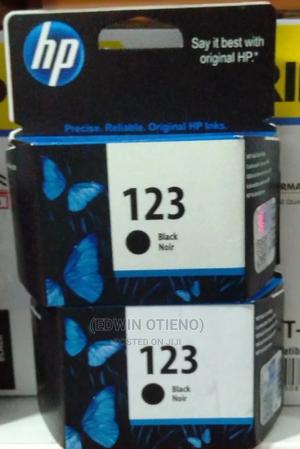 hp
Say it best with
original HP.*
Precise. Reliable. Original HP Inks.
123
Black
Noir
(EDWIN OTIENO)
POSTED ON JIJI
123
Black
Noir